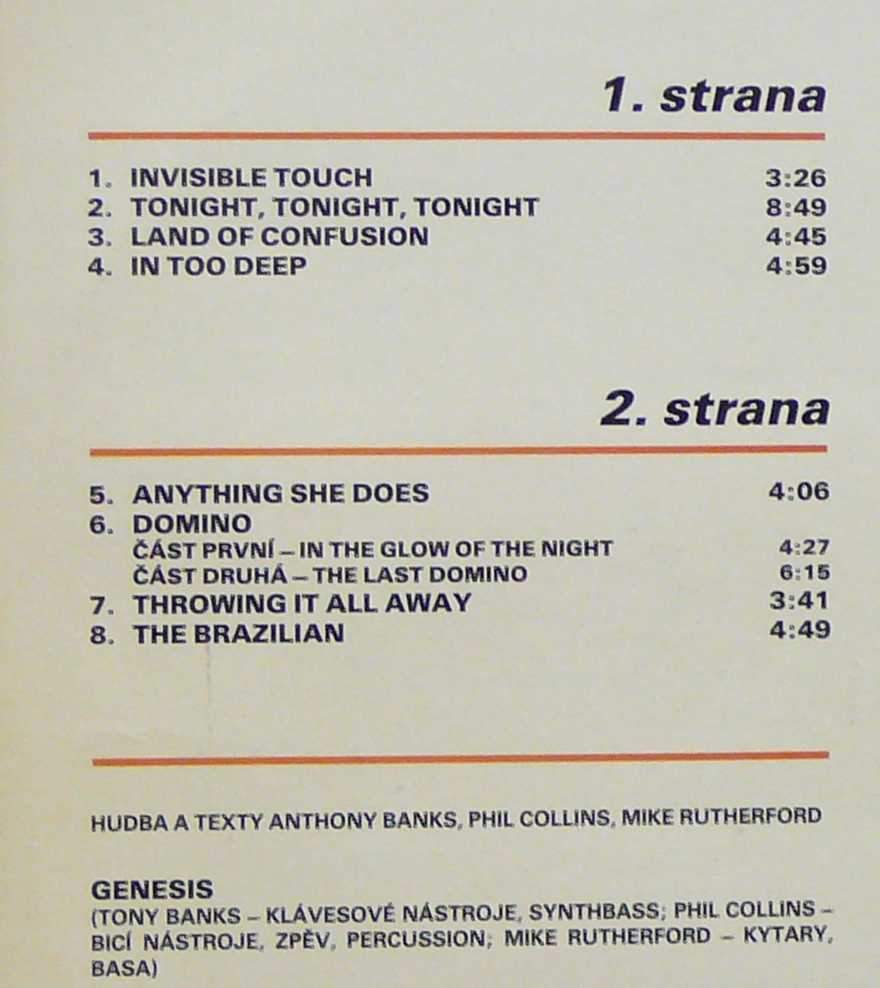 1. strana
1. INVISIBLE TOUCH 3:26
2. TONIGHT, TONIGHT, TONIGHT 8:49
3. LAND OF CONFUSION 4:45
4. IN TOO DEEP 4:59
2. strana
5. ANYTHING SHE DOES 4:06
6. DOMINO
ČÁST PRVNÍ – IN THE GLOW OF THE NIGHT 4:27
ČÁST DRUHÁ – THE LAST DOMINO 6:15
7. THROWING IT ALL AWAY 3:41
8. THE BRAZILIAN 4:49
HUDBA A TEXTY ANTHONY BANKS, PHIL COLLINS, MIKE RUTHERFORD
GENESIS
(TONY BANKS – KLÁVESOVÉ NÁSTROJE, SYNTHBASS; PHIL COLLINS –
BICÍ NÁSTROJE, ZPĚV, PERCUSSION; MIKE RUTHERFORD – KYTARY,
BASA)